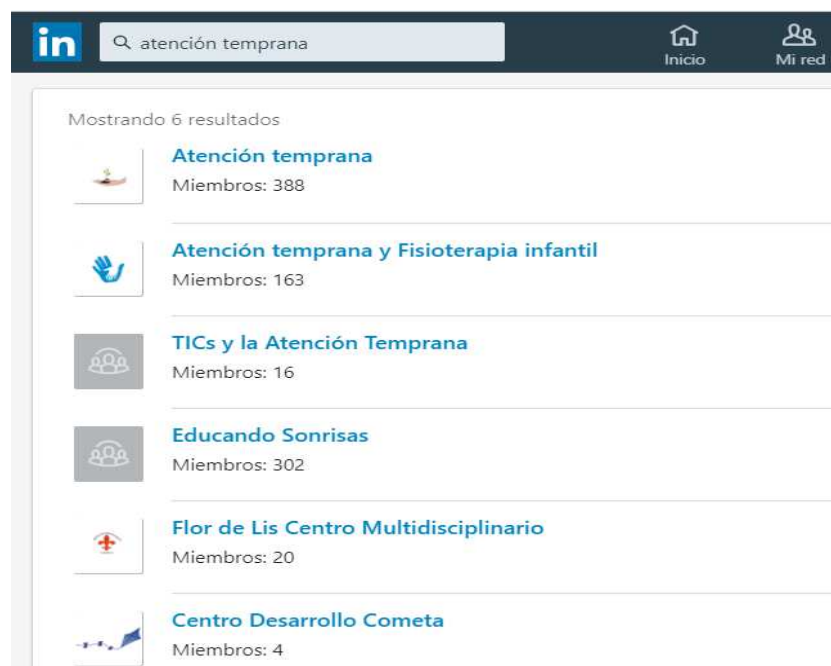 in
atención temprana
Inicio
Mi red
Mostrando 6 resultados
Atención temprana
Miembros: 388
Atención temprana y Fisioterapia infantil
Miembros: 163
TICs y la Atención Temprana
Miembros: 16
Educando Sonrisas
Miembros: 302
Flor de Lis Centro Multidisciplinario
Miembros: 20
Centro Desarrollo Cometa
Miembros: 4